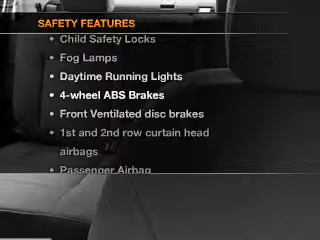 SAFETY FEATURES
• Child Safety Locks
• Fog Lamps
• Daytime Running Lights
• 4-wheel ABS Brakes
• Front Ventilated disc brakes
• 1st and 2nd row curtain head
airbags
• Passenger Airbag